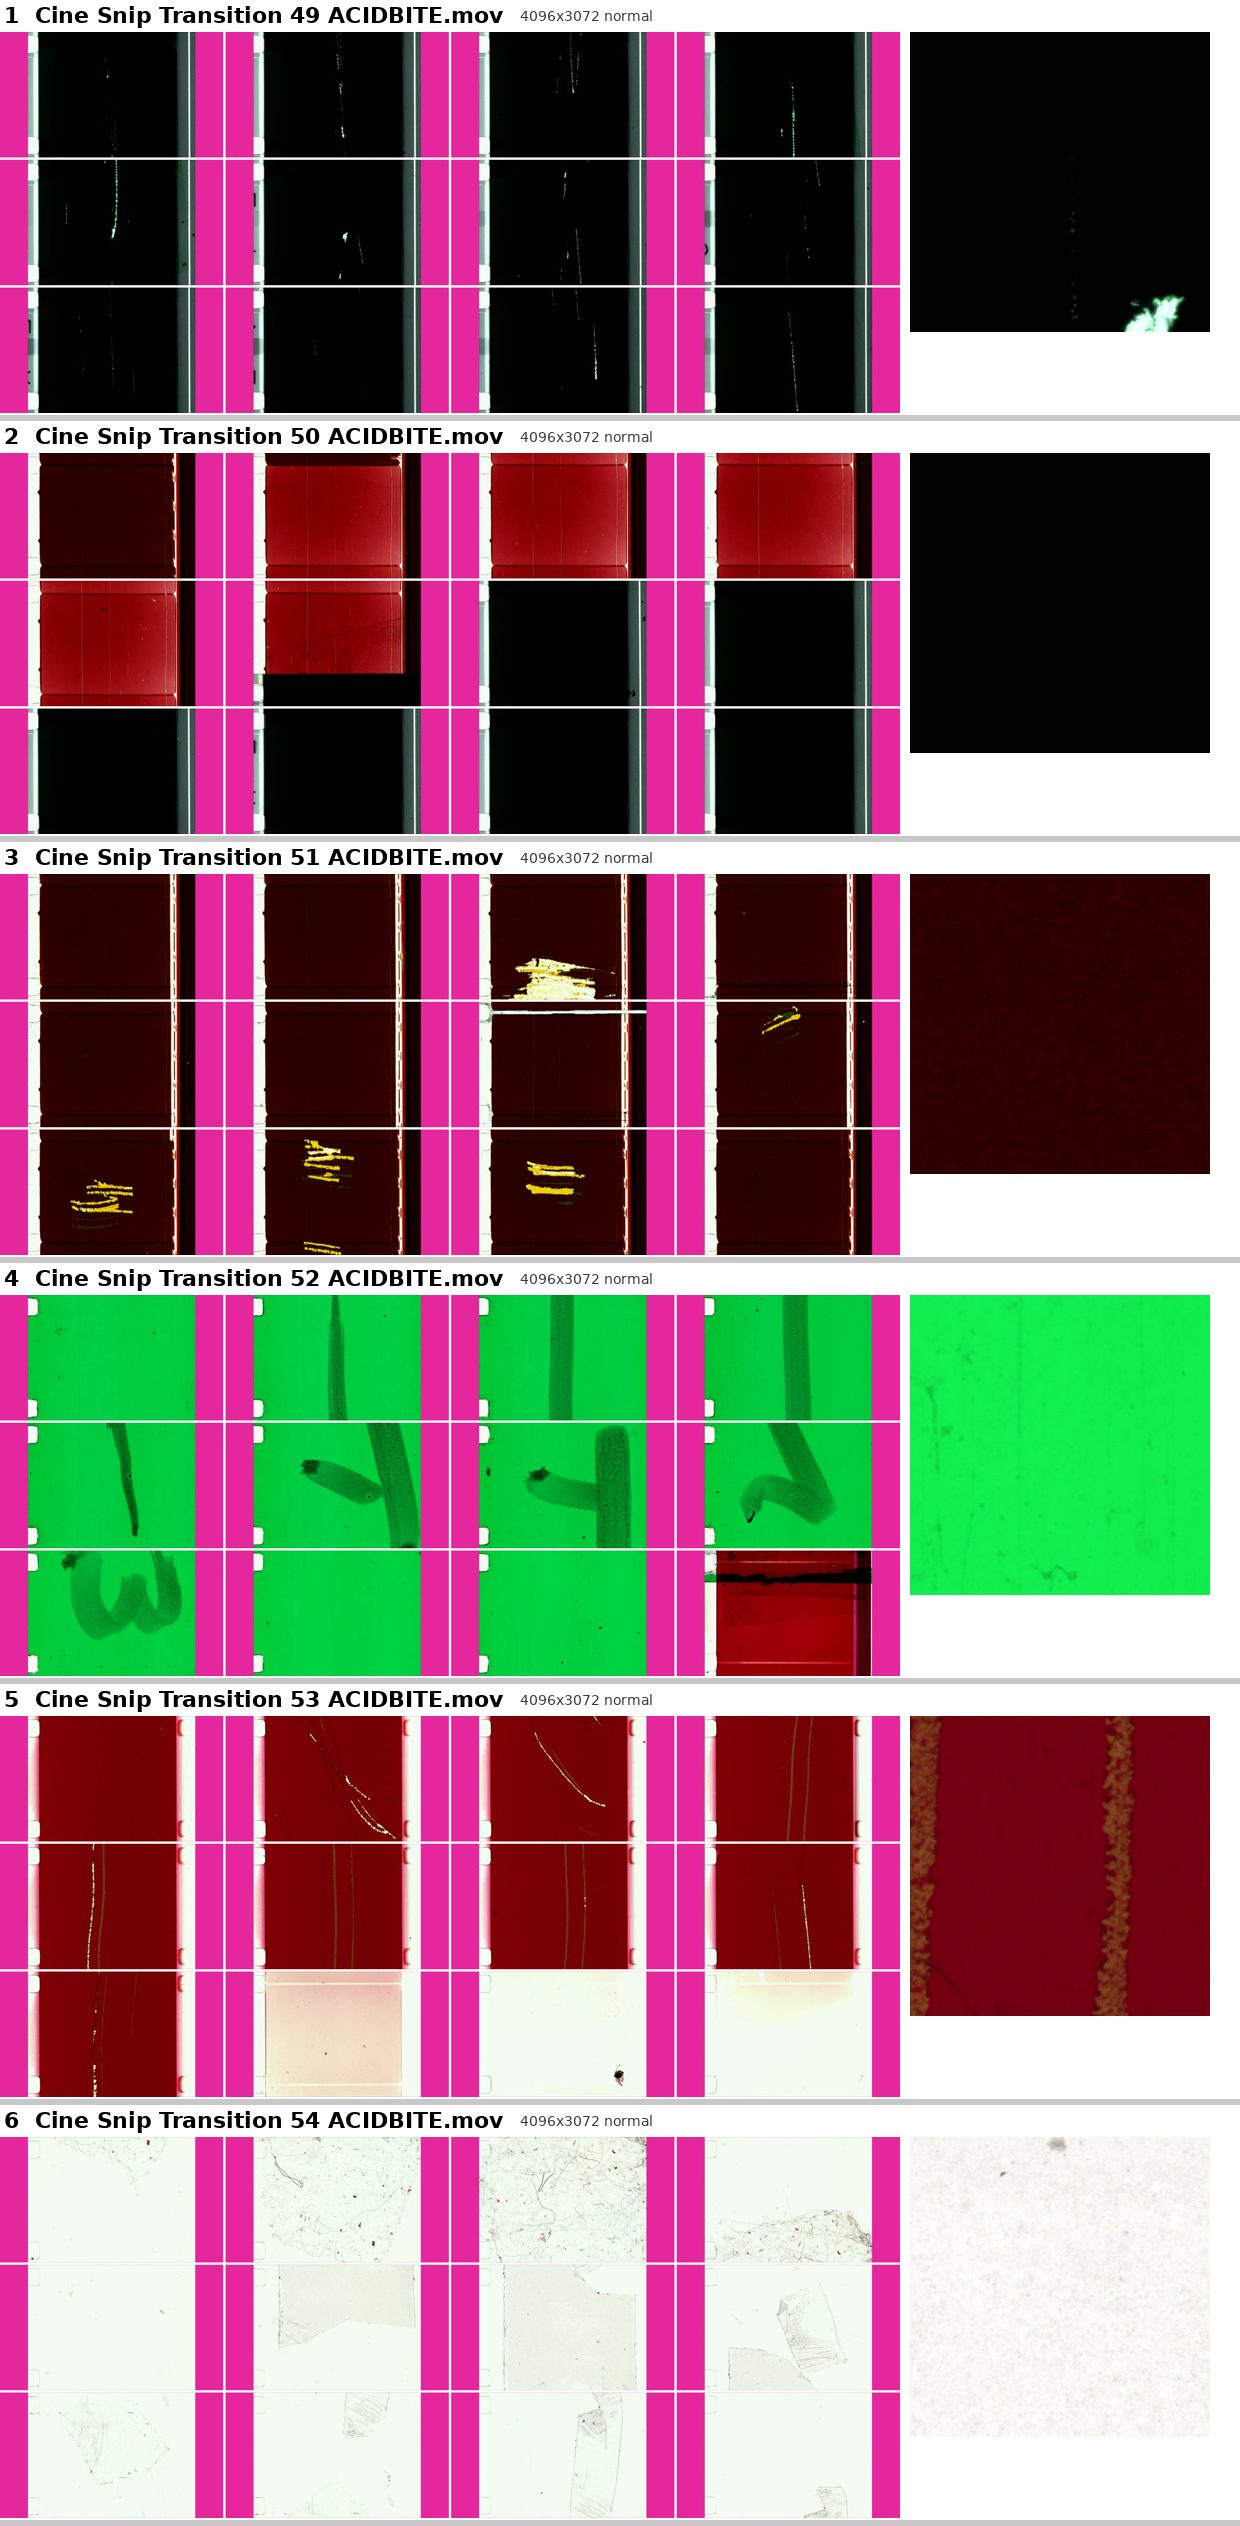 1 Cine Snip Transition 49 ACIDBITE.mov 4096x3072 normal
2 Cine Snip Transition 50 ACIDBITE.mov 4096x3072 normal
3 Cine Snip Transition 51 ACIDBITE.mov 4096x3072 normal
4 Cine Snip Transition 52 ACIDBITE.mov 4096x3072 normal
5 Cine Snip Transition 53 ACIDBITE.mov 4096x3072 normal
6 Cine Snip Transition 54 ACIDBITE.mov 4096x3072 normal